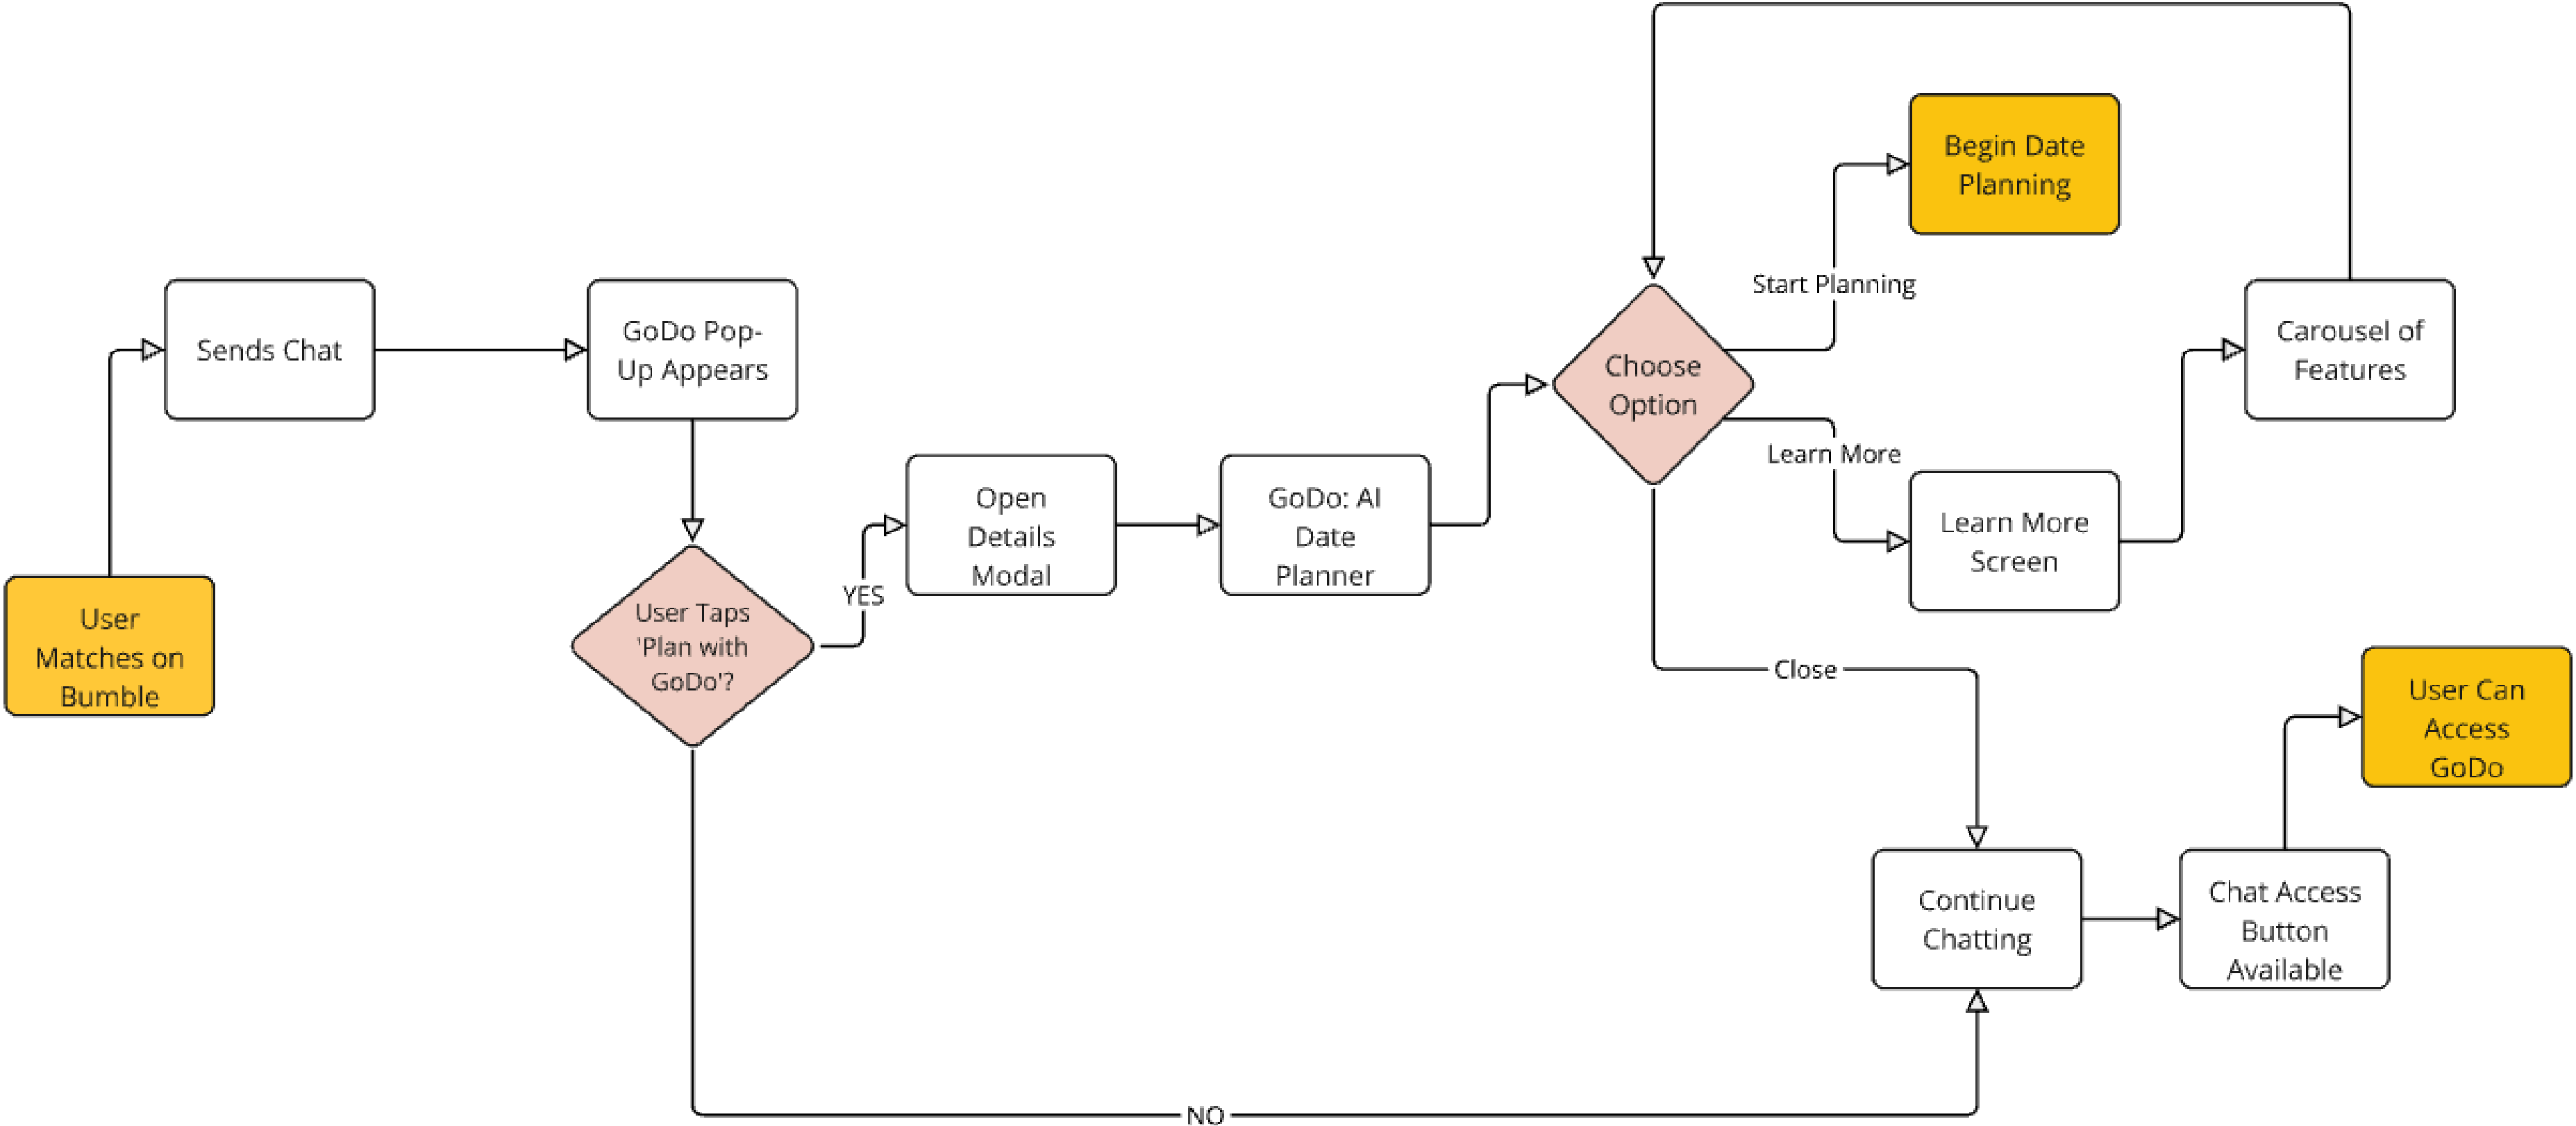 User
Matches on
Bumble
Sends Chat
GoDo Pop-
Up Appears
User Taps
'Plan with
GoDo'?
YES
NO
Open
Details
Modal
GoDo: AI
Date
Planner
Choose
Option
Start Planning
Begin Date
Planning
Learn More
Learn More
Screen
Carousel of
Features
Close
Continue
Chatting
Chat Access
Button
Available
User Can
Access
GoDo